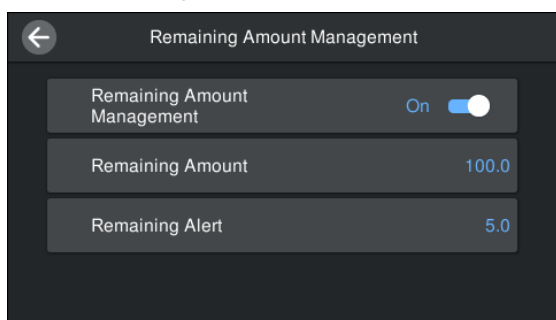 Remaining Amount Management
Remaining Amount
Management
On
Remaining Amount
100.0
Remaining Alert
5.0